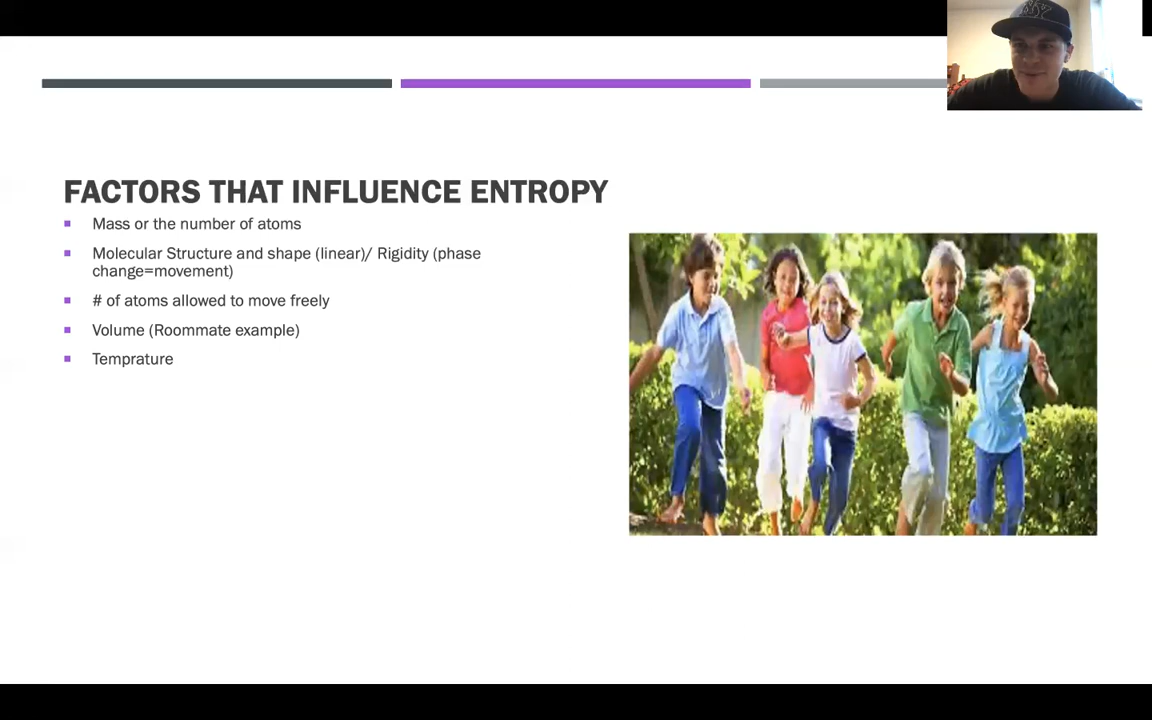 FACTORS THAT INFLUENCE ENTROPY
Mass or the number of atoms
Molecular Structure and shape (linear)/ Rigidity (phase
change=movement)
# of atoms allowed to move freely
Volume (Roommate example)
Temprature